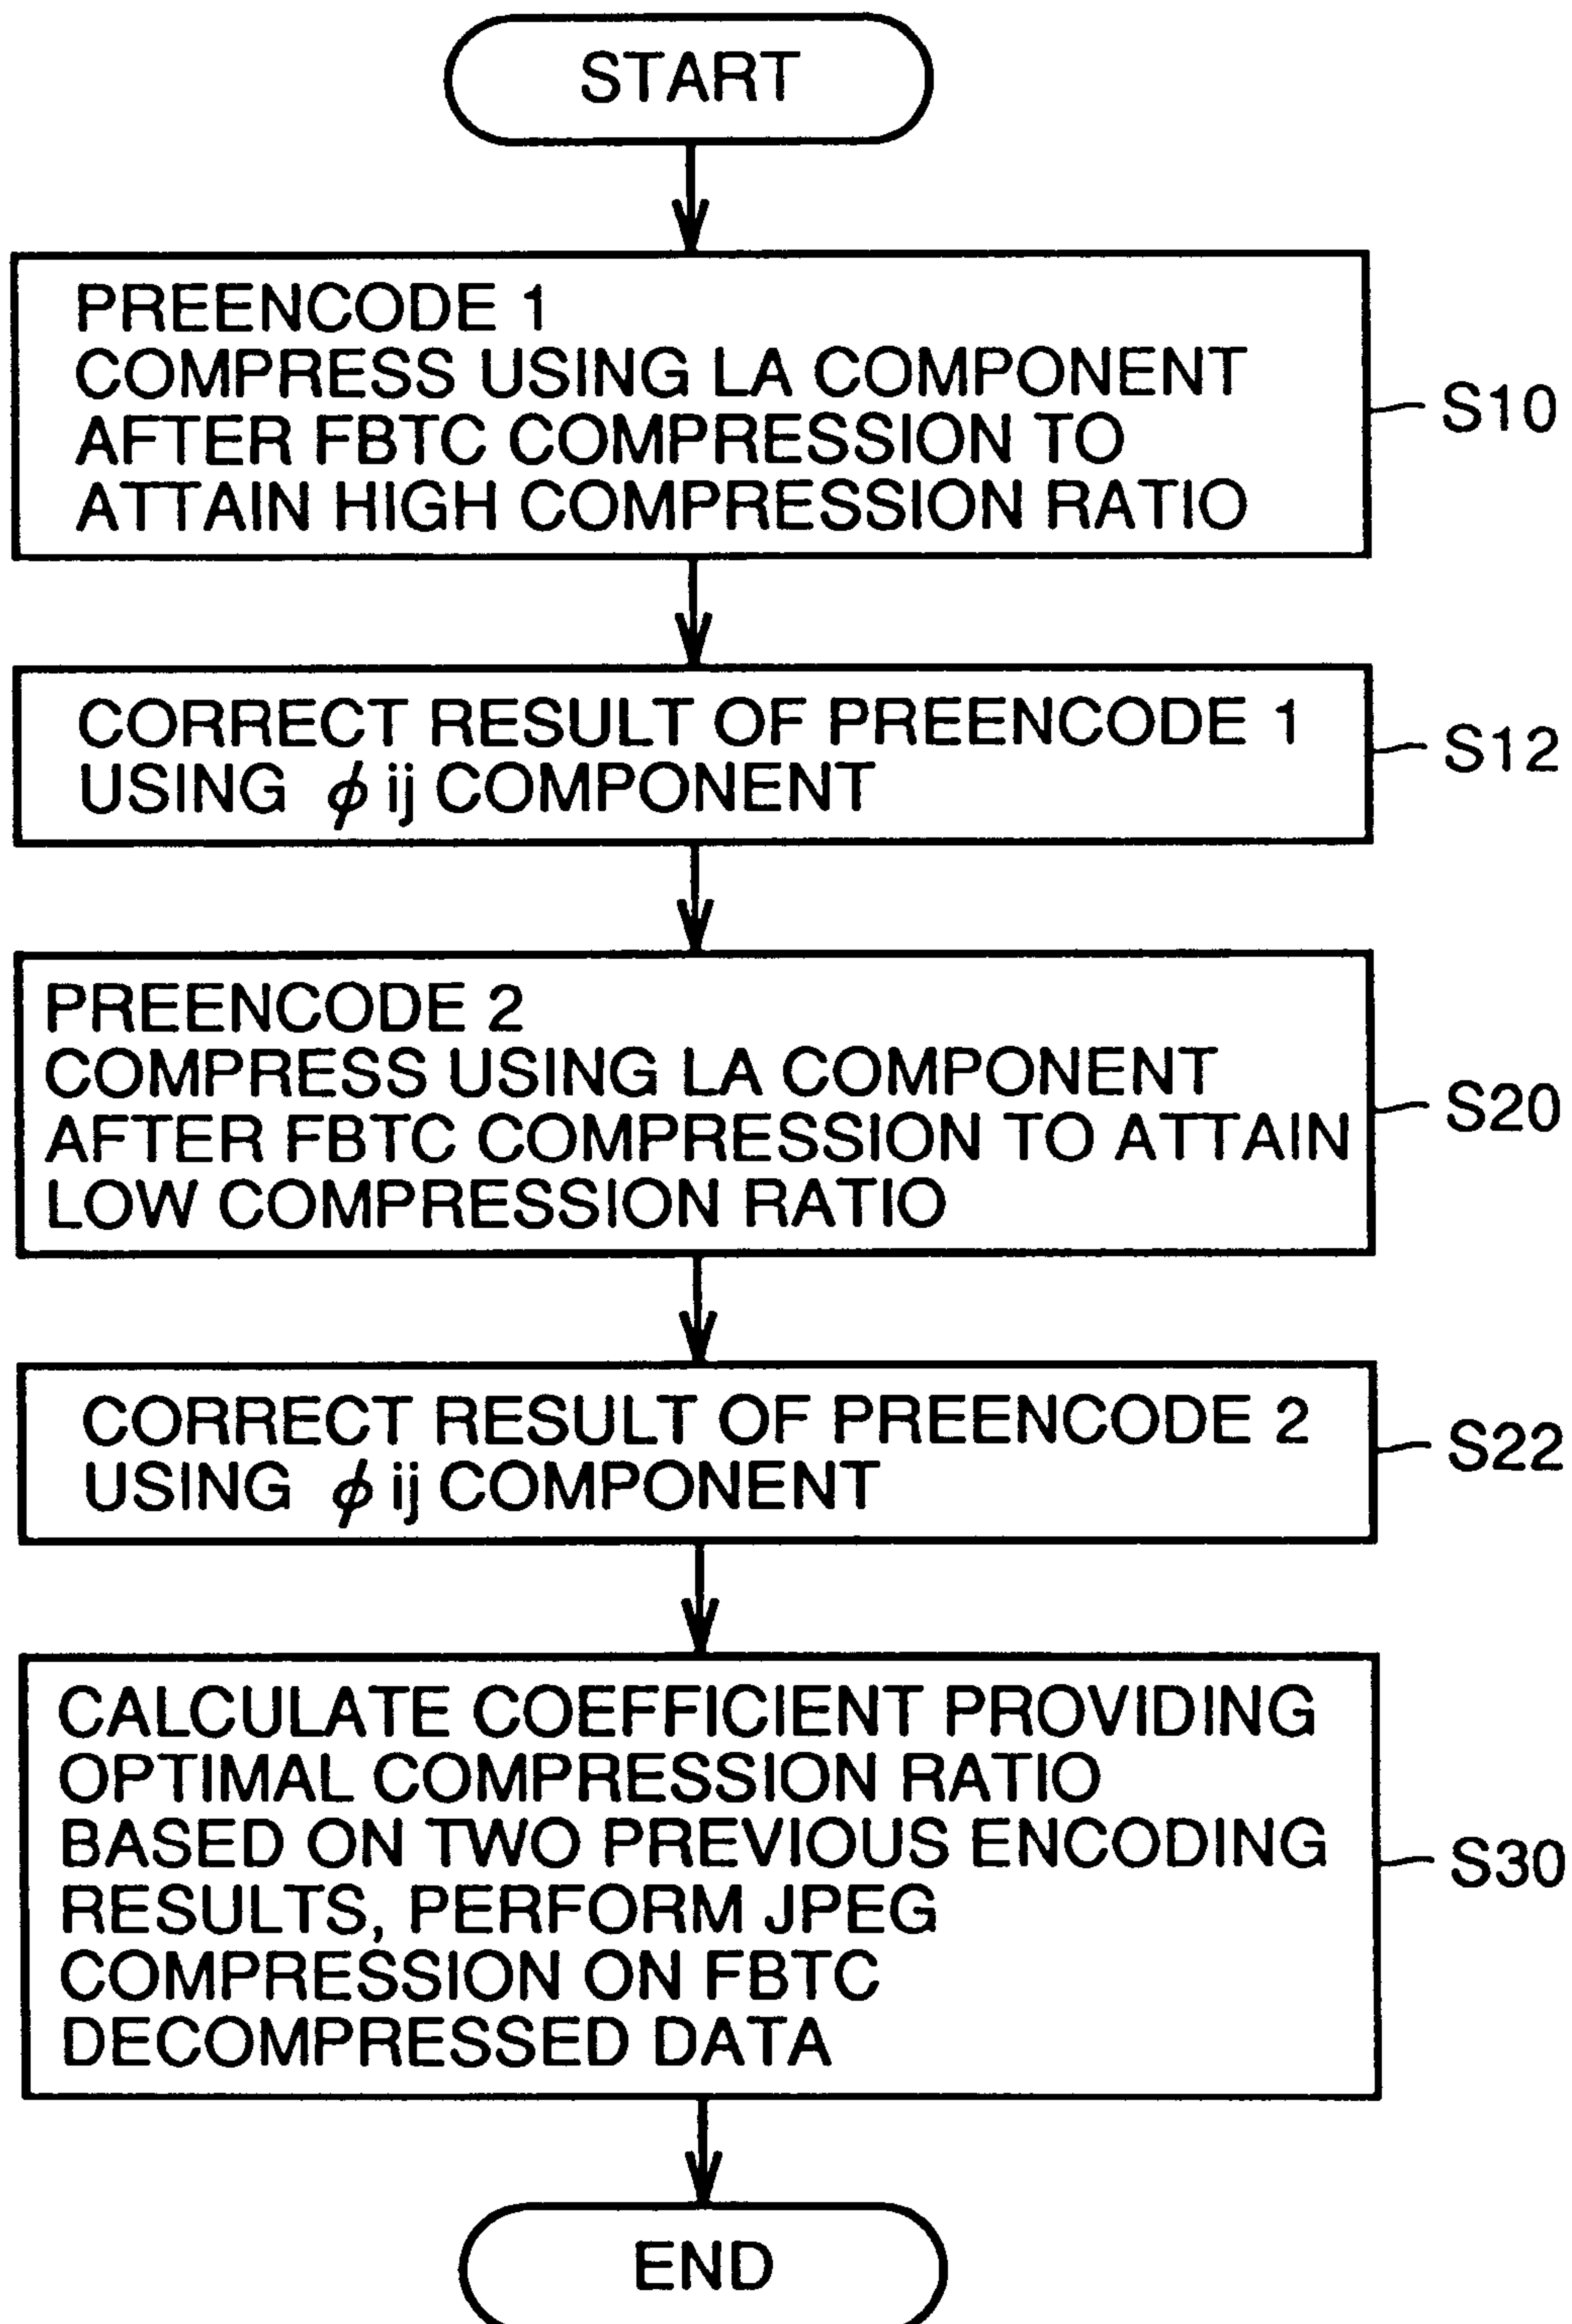 START
PREENCODE 1
COMPRESS USING LA COMPONENT
AFTER FBTC COMPRESSION TO
ATTAIN HIGH COMPRESSION RATIO
S10
CORRECT RESULT OF PREENCODE 1
USING ϕ ij COMPONENT
S12
PREENCODE 2
COMPRESS USING LA COMPONENT
AFTER FBTC COMPRESSION TO ATTAIN
LOW COMPRESSION RATIO
S20
CORRECT RESULT OF PREENCODE 2
USING ϕ ij COMPONENT
S22
CALCULATE COEFFICIENT PROVIDING
OPTIMAL COMPRESSION RATIO
BASED ON TWO PREVIOUS ENCODING
RESULTS, PERFORM JPEG
COMPRESSION ON FBTC
DECOMPRESSED DATA
S30
END